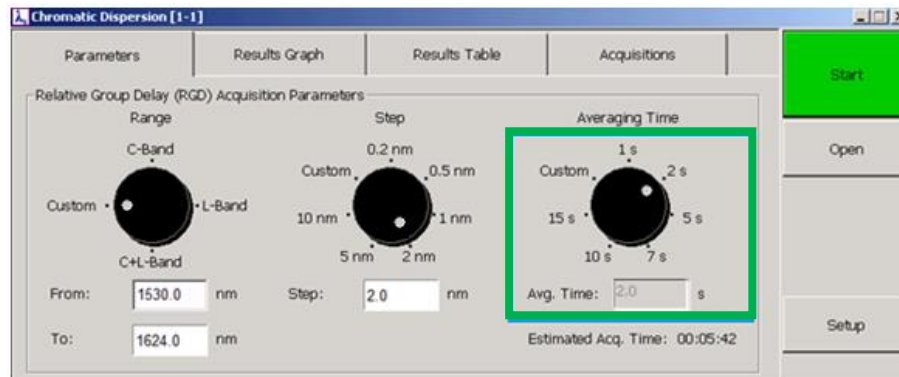 Chromatic Dispersion [1-1]
Parameters
Results Graph
Results Table
Acquisitions
Start
Open
Setup
Relative Group Delay (RGD) Acquisition Parameters
Range
C-Band
Custom
L-Band
C+L-Band
From: 1530.0 nm
To: 1624.0 nm
Step
0.2 nm
Custom
0.5 nm
10 nm
1 nm
5 nm
2 nm
Step: 2.0 nm
Averaging Time
1 s
Custom
2 s
15 s
5 s
10 s
7 s
Avg. Time: 2.0 s
Estimated Acq. Time: 00:05:42